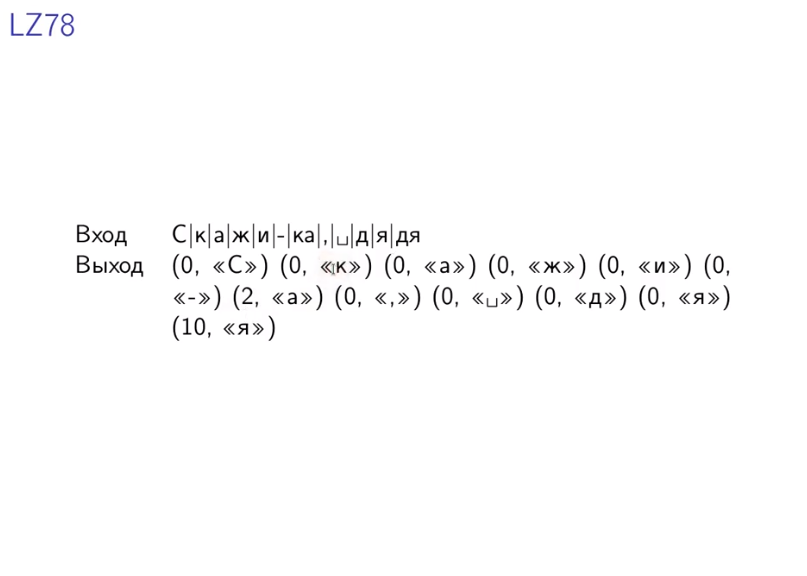 LZ78
Вход С|к|а|ж|и|-|ка|,|␣|д|я|дя
Выход (0, «С») (0, «к») (0, «а») (0, «ж») (0, «и») (0,
«-») (2, «а») (0, «,») (0, «␣») (0, «д») (0, «я»)
(10, «я»)